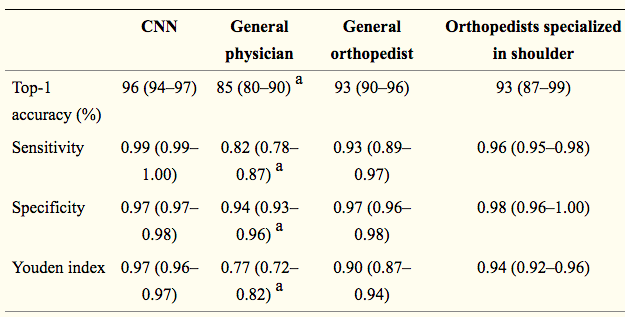 CNN General physician General orthopedist Orthopedists specialized in shoulder
Top-1 accuracy (%) 96 (94–97) 85 (80–90) a 93 (90–96) 93 (87–99)
Sensitivity 0.99 (0.99–1.00) 0.82 (0.78–0.87) a 0.93 (0.89–0.97) 0.96 (0.95–0.98)
Specificity 0.97 (0.97–0.98) 0.94 (0.93–0.96) a 0.97 (0.96–0.98) 0.98 (0.96–1.00)
Youden index 0.97 (0.96–0.97) 0.77 (0.72–0.82) a 0.90 (0.87–0.94) 0.94 (0.92–0.96)